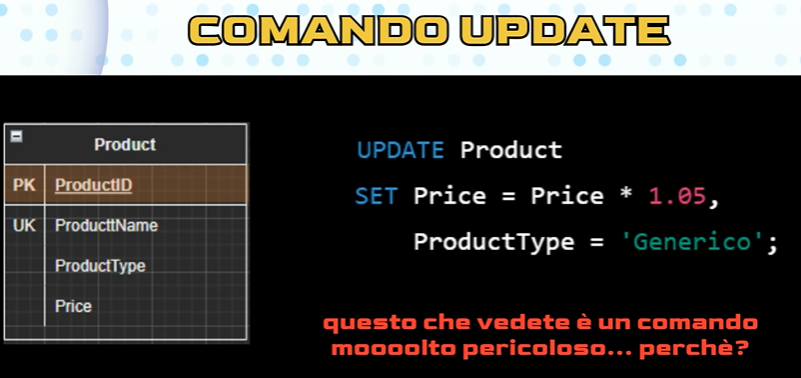 COMANDO UPDATE
Product
PK ProductID
UK ProducttName
ProductType
Price
UPDATE Product
SET Price = Price * 1.05,
ProductType = 'Generico';
questo che vedete è un comando
moooolto pericoloso... perchè?